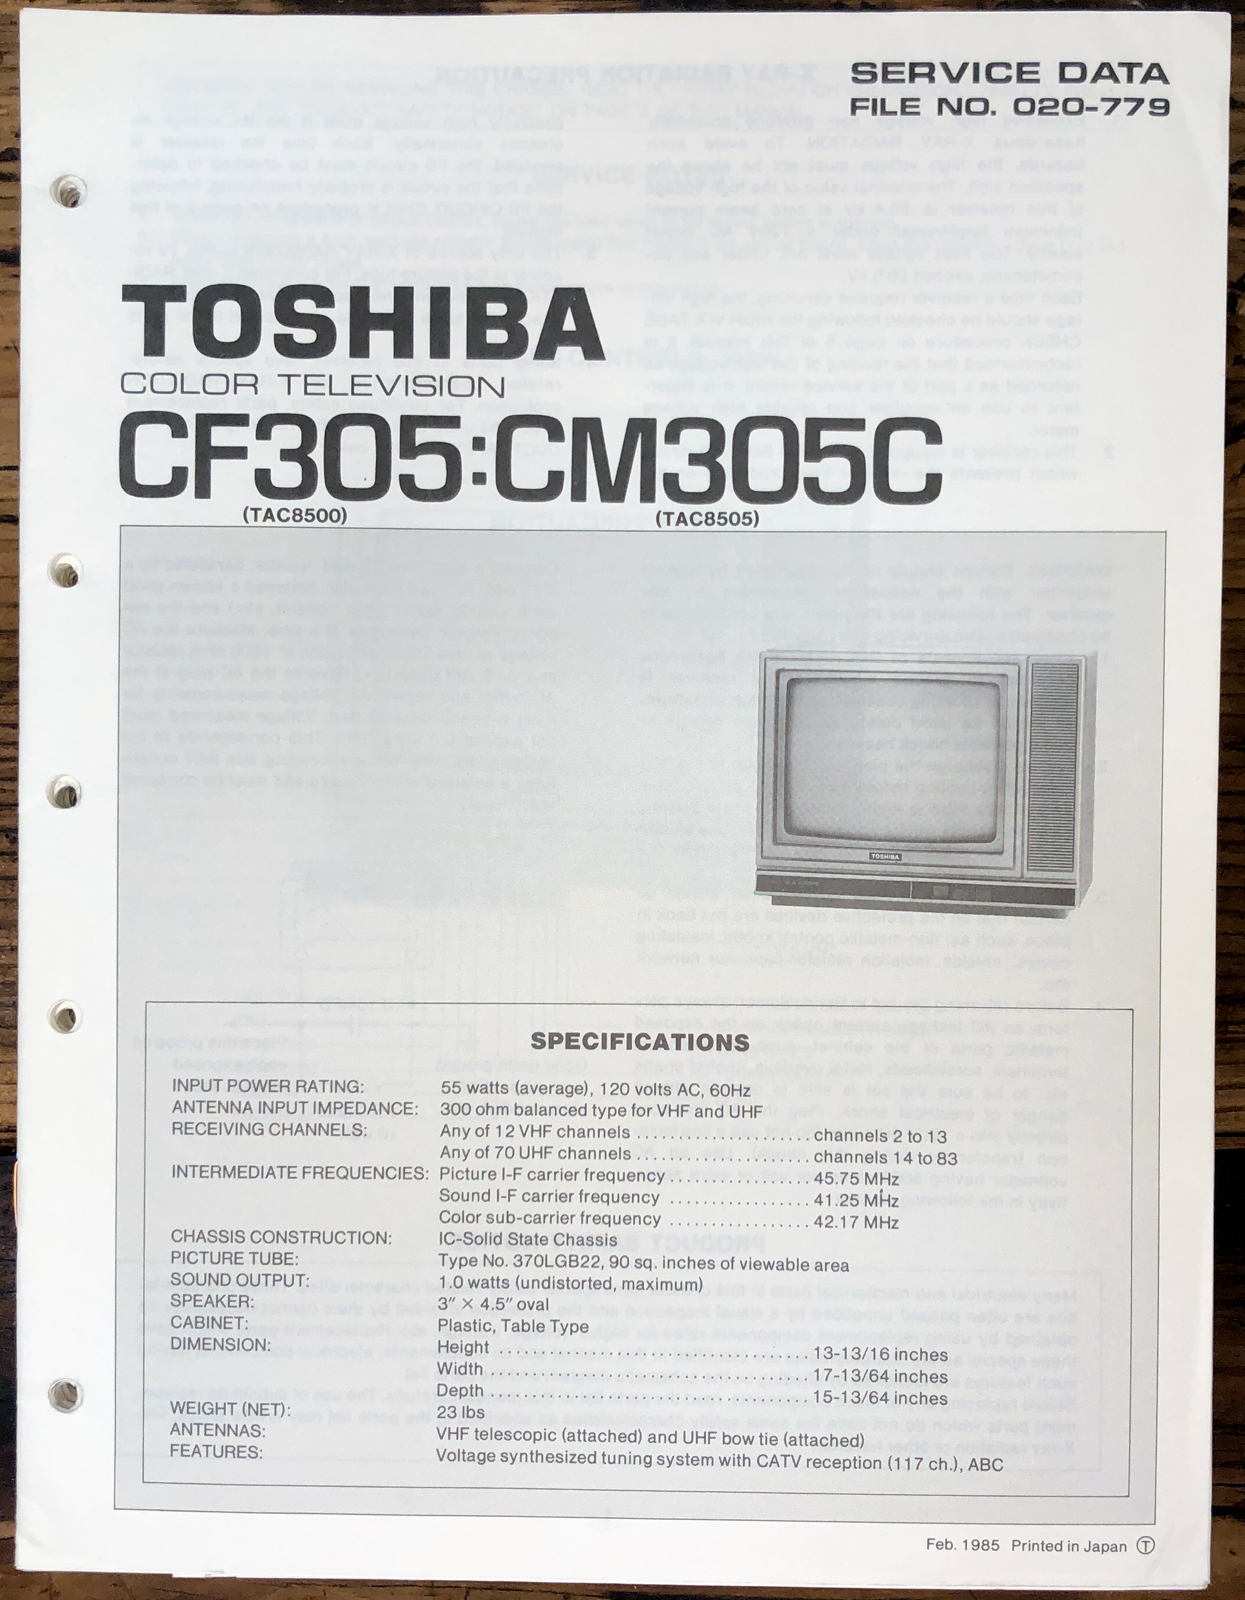 SERVICE DATA
FILE NO. 020-779
TOSHIBA
COLOR TELEVISION
CF305:CM305C
(TAC8500) (TAC8505)
TOSHIBA
SPECIFICATIONS
INPUT POWER RATING: 55 watts (average), 120 volts AC, 60Hz
ANTENNA INPUT IMPEDANCE: 300 ohm balanced type for VHF and UHF
RECEIVING CHANNELS: Any of 12 VHF channels ..................... channels 2 to 13
Any of 70 UHF channels ..................... channels 14 to 83
INTERMEDIATE FREQUENCIES: Picture I-F carrier frequency ................. 45.75 MHz
Sound I-F carrier frequency ................. 41.25 MHz
Color sub-carrier frequency ................. 42.17 MHz
CHASSIS CONSTRUCTION: IC-Solid State Chassis
PICTURE TUBE: Type No. 370LGB22, 90 sq. inches of viewable area
SOUND OUTPUT: 1.0 watts (undistorted, maximum)
SPEAKER: 3″ × 4.5″ oval
CABINET: Plastic, Table Type
DIMENSION: Height ...................................... 13-13/16 inches
Width ....................................... 17-13/64 inches
Depth ....................................... 15-13/64 inches
WEIGHT (NET): 23 lbs
ANTENNAS: VHF telescopic (attached) and UHF bow tie (attached)
FEATURES: Voltage synthesized tuning system with CATV reception (117 ch.), ABC
Feb. 1985 Printed in Japan Ⓣ